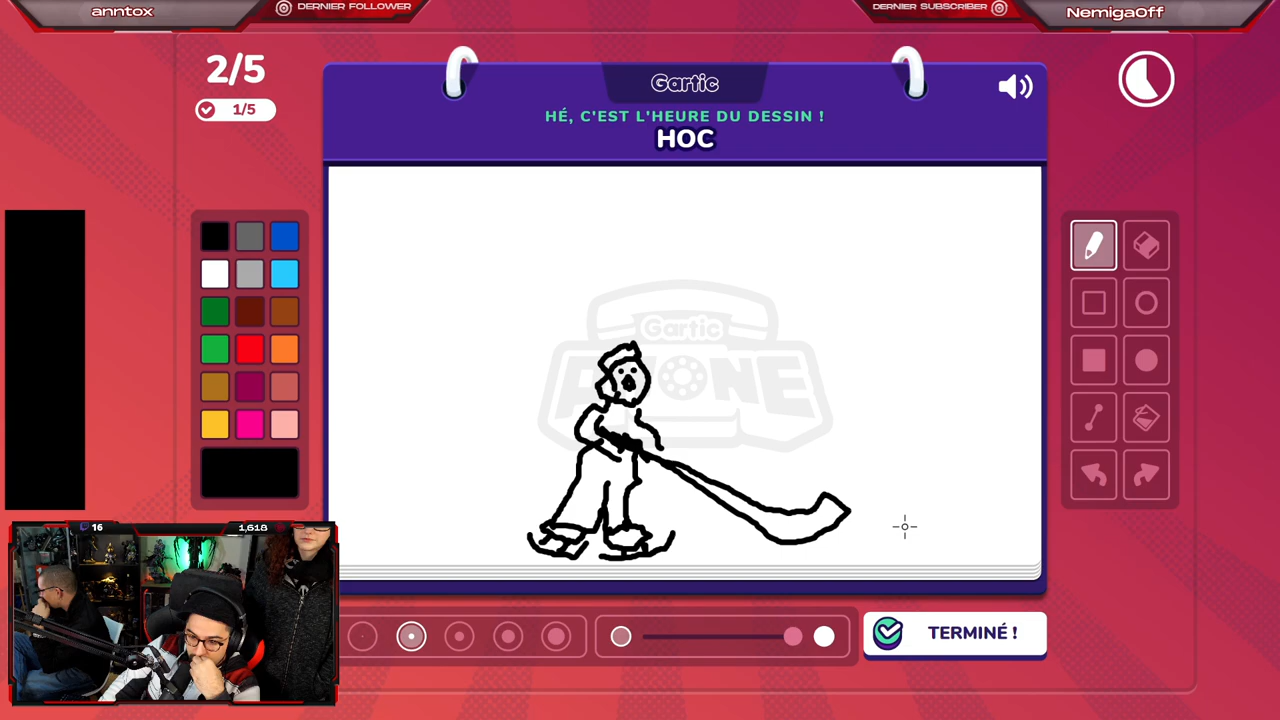 anntox
DERNIER FOLLOWER
DERNIER SUBSCRIBER
NemigaOff
2/5
1/5
Gartic
HÉ, C'EST L'HEURE DU DESSIN !
HOC
Gartic
PHONE
16
1,618
TERMINÉ !